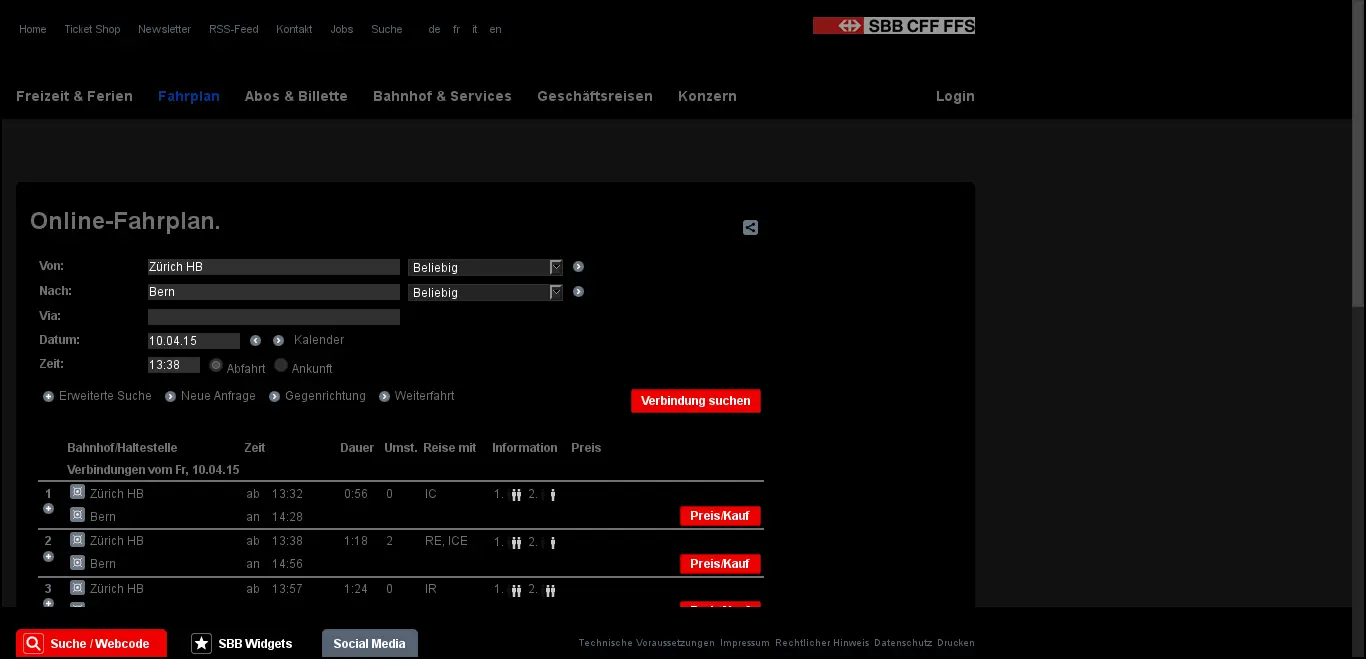 Home Ticket Shop Newsletter RSS-Feed Kontakt Jobs Suche de fr it en
SBB CFF FFS
Freizeit & Ferien Fahrplan Abos & Billette Bahnhof & Services Geschäftsreisen Konzern Login
Online-Fahrplan.
Von: Zürich HB Beliebig
Nach: Bern Beliebig
Via:
Datum: 10.04.15 Kalender
Zeit: 13:38 Abfahrt Ankunft
Erweiterte Suche Neue Anfrage Gegenrichtung Weiterfahrt
Verbindung suchen
Bahnhof/Haltestelle Zeit Dauer Umst. Reise mit Information Preis
Verbindungen vom Fr, 10.04.15
1 Zürich HB ab 13:32 0:56 0 IC 1. 2.
Bern an 14:28 Preis/Kauf
2 Zürich HB ab 13:38 1:18 2 RE, ICE 1. 2.
Bern an 14:56 Preis/Kauf
3 Zürich HB ab 13:57 1:24 0 IR 1. 2.
Suche / Webcode SBB Widgets Social Media Technische Voraussetzungen Impressum Rechtlicher Hinweis Datenschutz Drucken